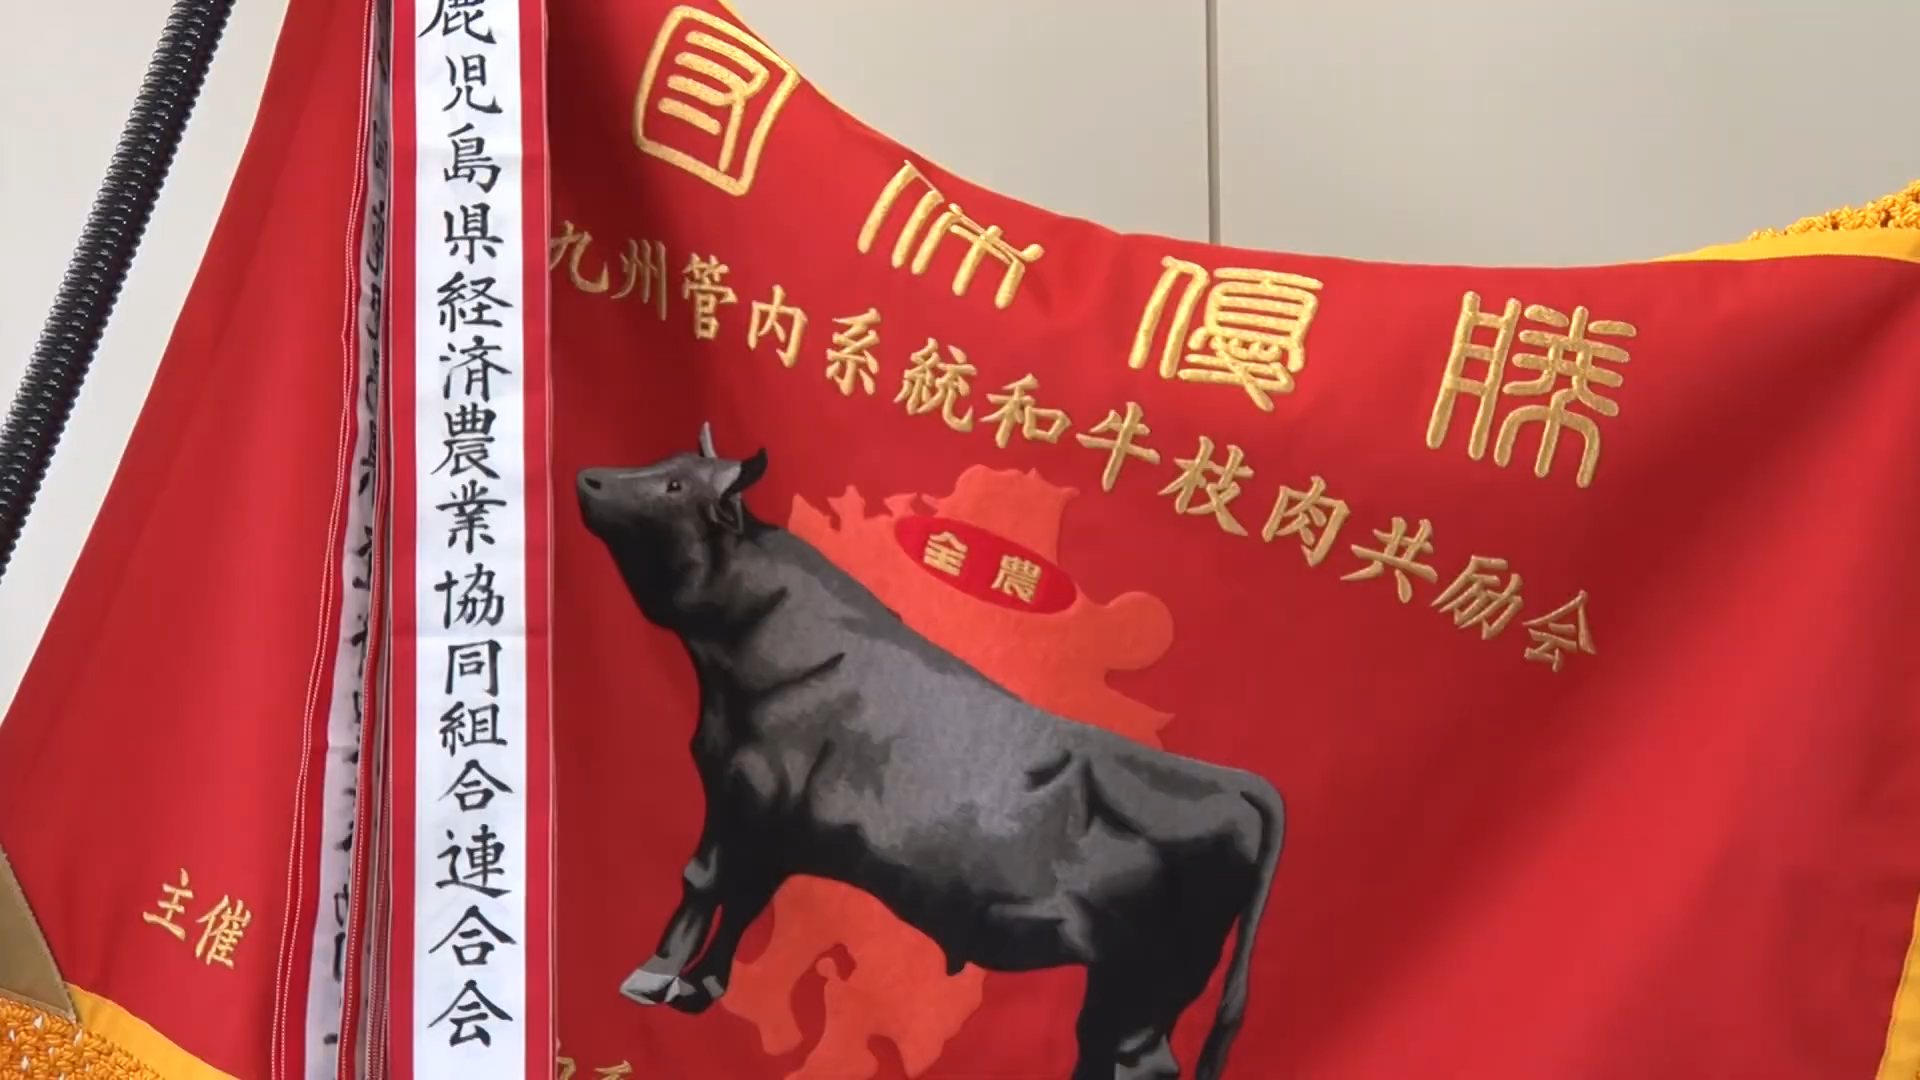 鹿児島県経済農業協同組合連合会
団体優勝
九州管内系統和牛枝肉共励会
全農
主催